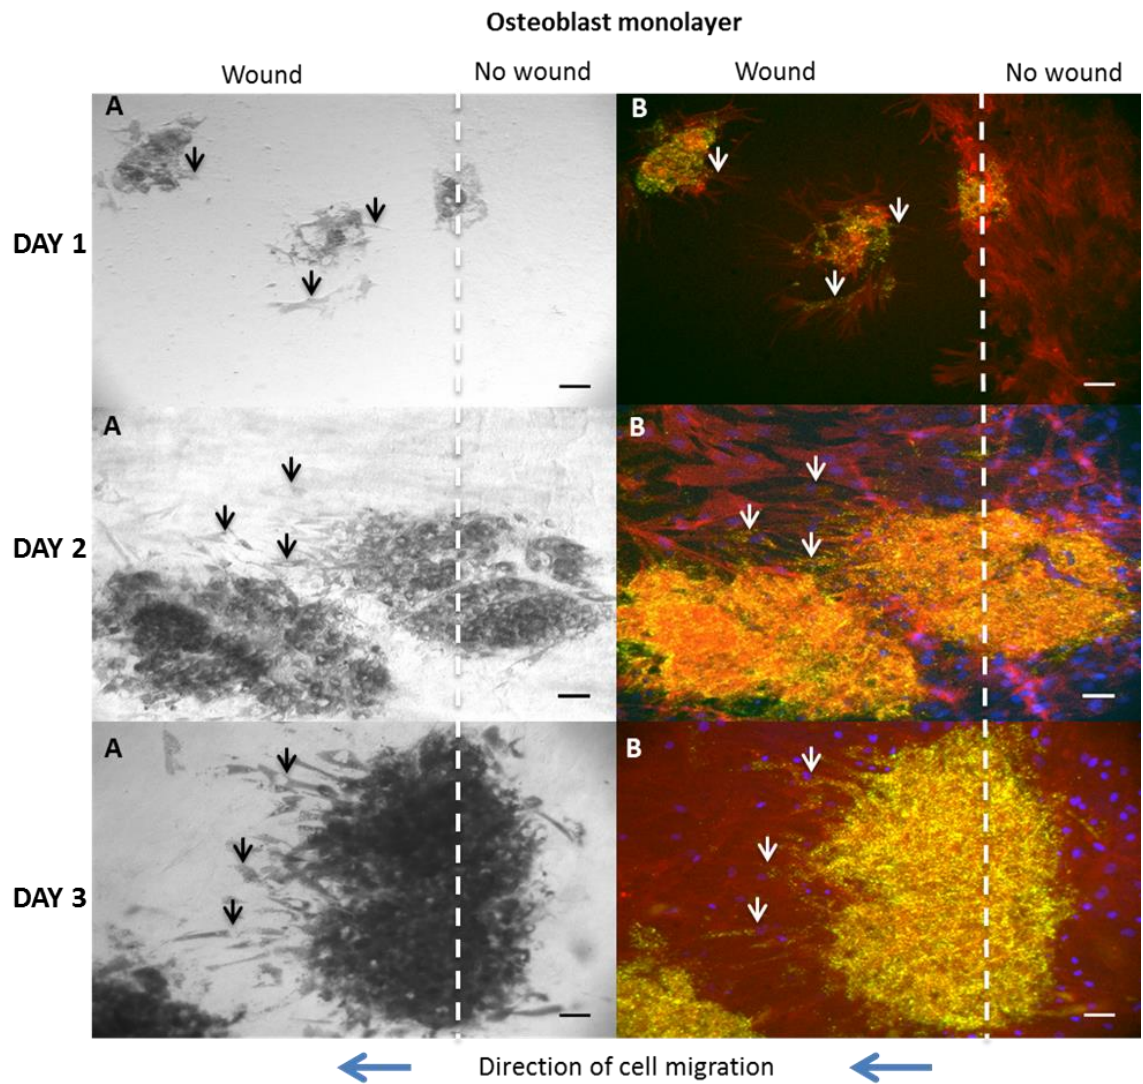 Osteoblast monolayer
Wound No wound Wound No wound
A B
DAY 1
A B
DAY 2
A B
DAY 3
Direction of cell migration